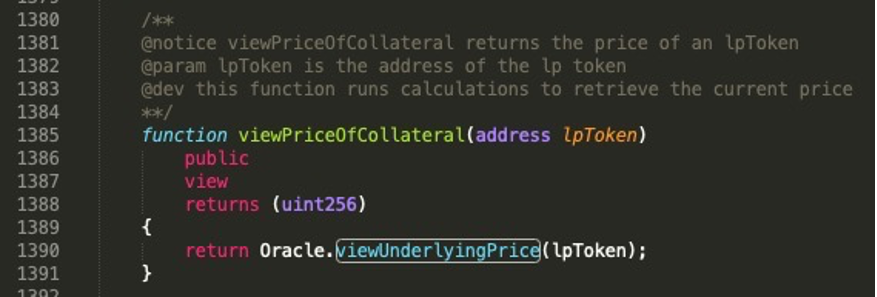 1380 /**
1381 @notice viewPriceOfCollateral returns the price of an lpToken
1382 @param lpToken is the address of the lp token
1383 @dev this function runs calculations to retrieve the current price
1384 **/
1385 function viewPriceOfCollateral(address lpToken)
1386 public
1387 view
1388 returns (uint256)
1389 {
1390 return Oracle.viewUnderlyingPrice(lpToken);
1391 }
1392